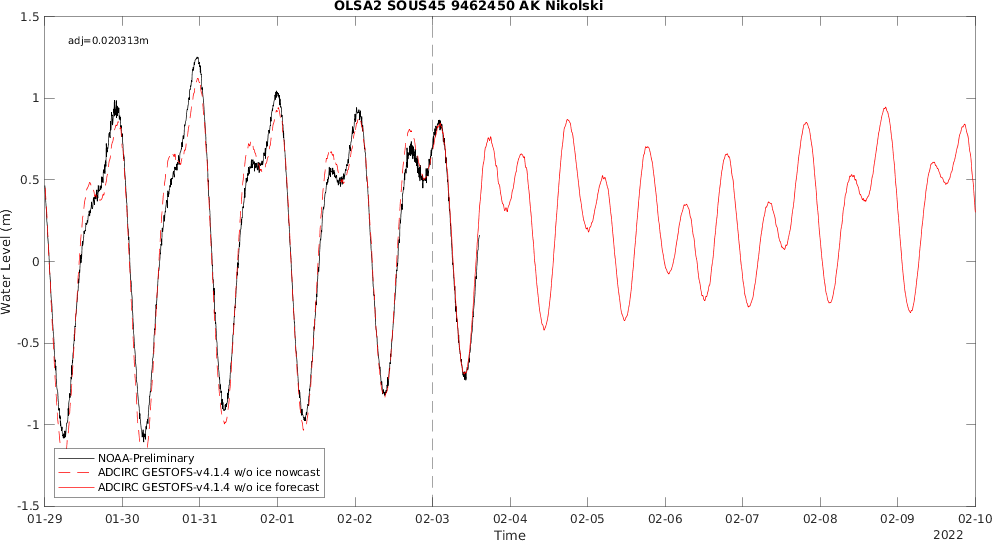 OLSA2 SOUS45 9462450 AK Nikolski
adj=0.020313m
Water Level (m)
1.5
1
0.5
0
-0.5
-1
-1.5
NOAA-Preliminary
ADCIRC GESTOFS-v4.1.4 w/o ice nowcast
ADCIRC GESTOFS-v4.1.4 w/o ice forecast
01-29 01-30 01-31 02-01 02-02 02-03 02-04 02-05 02-06 02-07 02-08 02-09 02-10
Time
2022